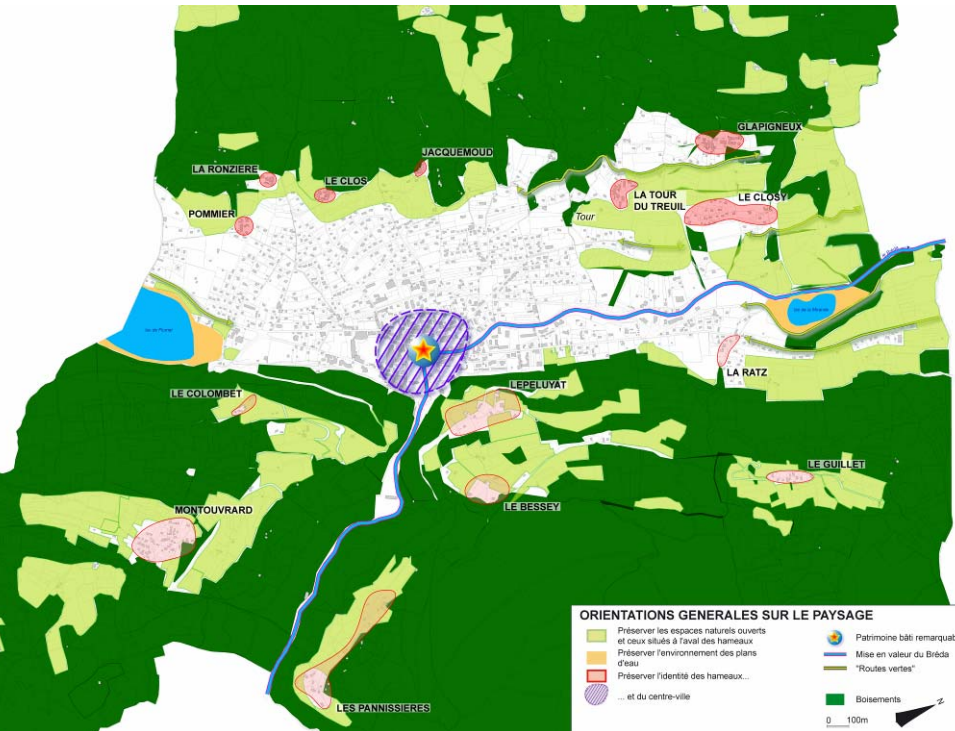 GLAPIGNEUX
JACQUEMOUD
LA RONZIERE
LE CLOS
LA TOUR
DU TREUIL
LE CLOSY
POMMIER
Tour
LA RATZ
LE COLOMBET
LEPELUYAT
LE GUILLET
LE BESSEY
MONTOUVRARD
LES PANNISSIERES
ORIENTATIONS GENERALES SUR LE PAYSAGE
Préserver les espaces naturels ouverts
et ceux situés à l'aval des hameaux
Préserver l'environnement des plans
d'eau
Préserver l'identité des hameaux...
... et du centre-ville
Patrimoine bâti remarquab
Mise en valeur du Bréda
"Routes vertes"
Boisements
0 100m
N